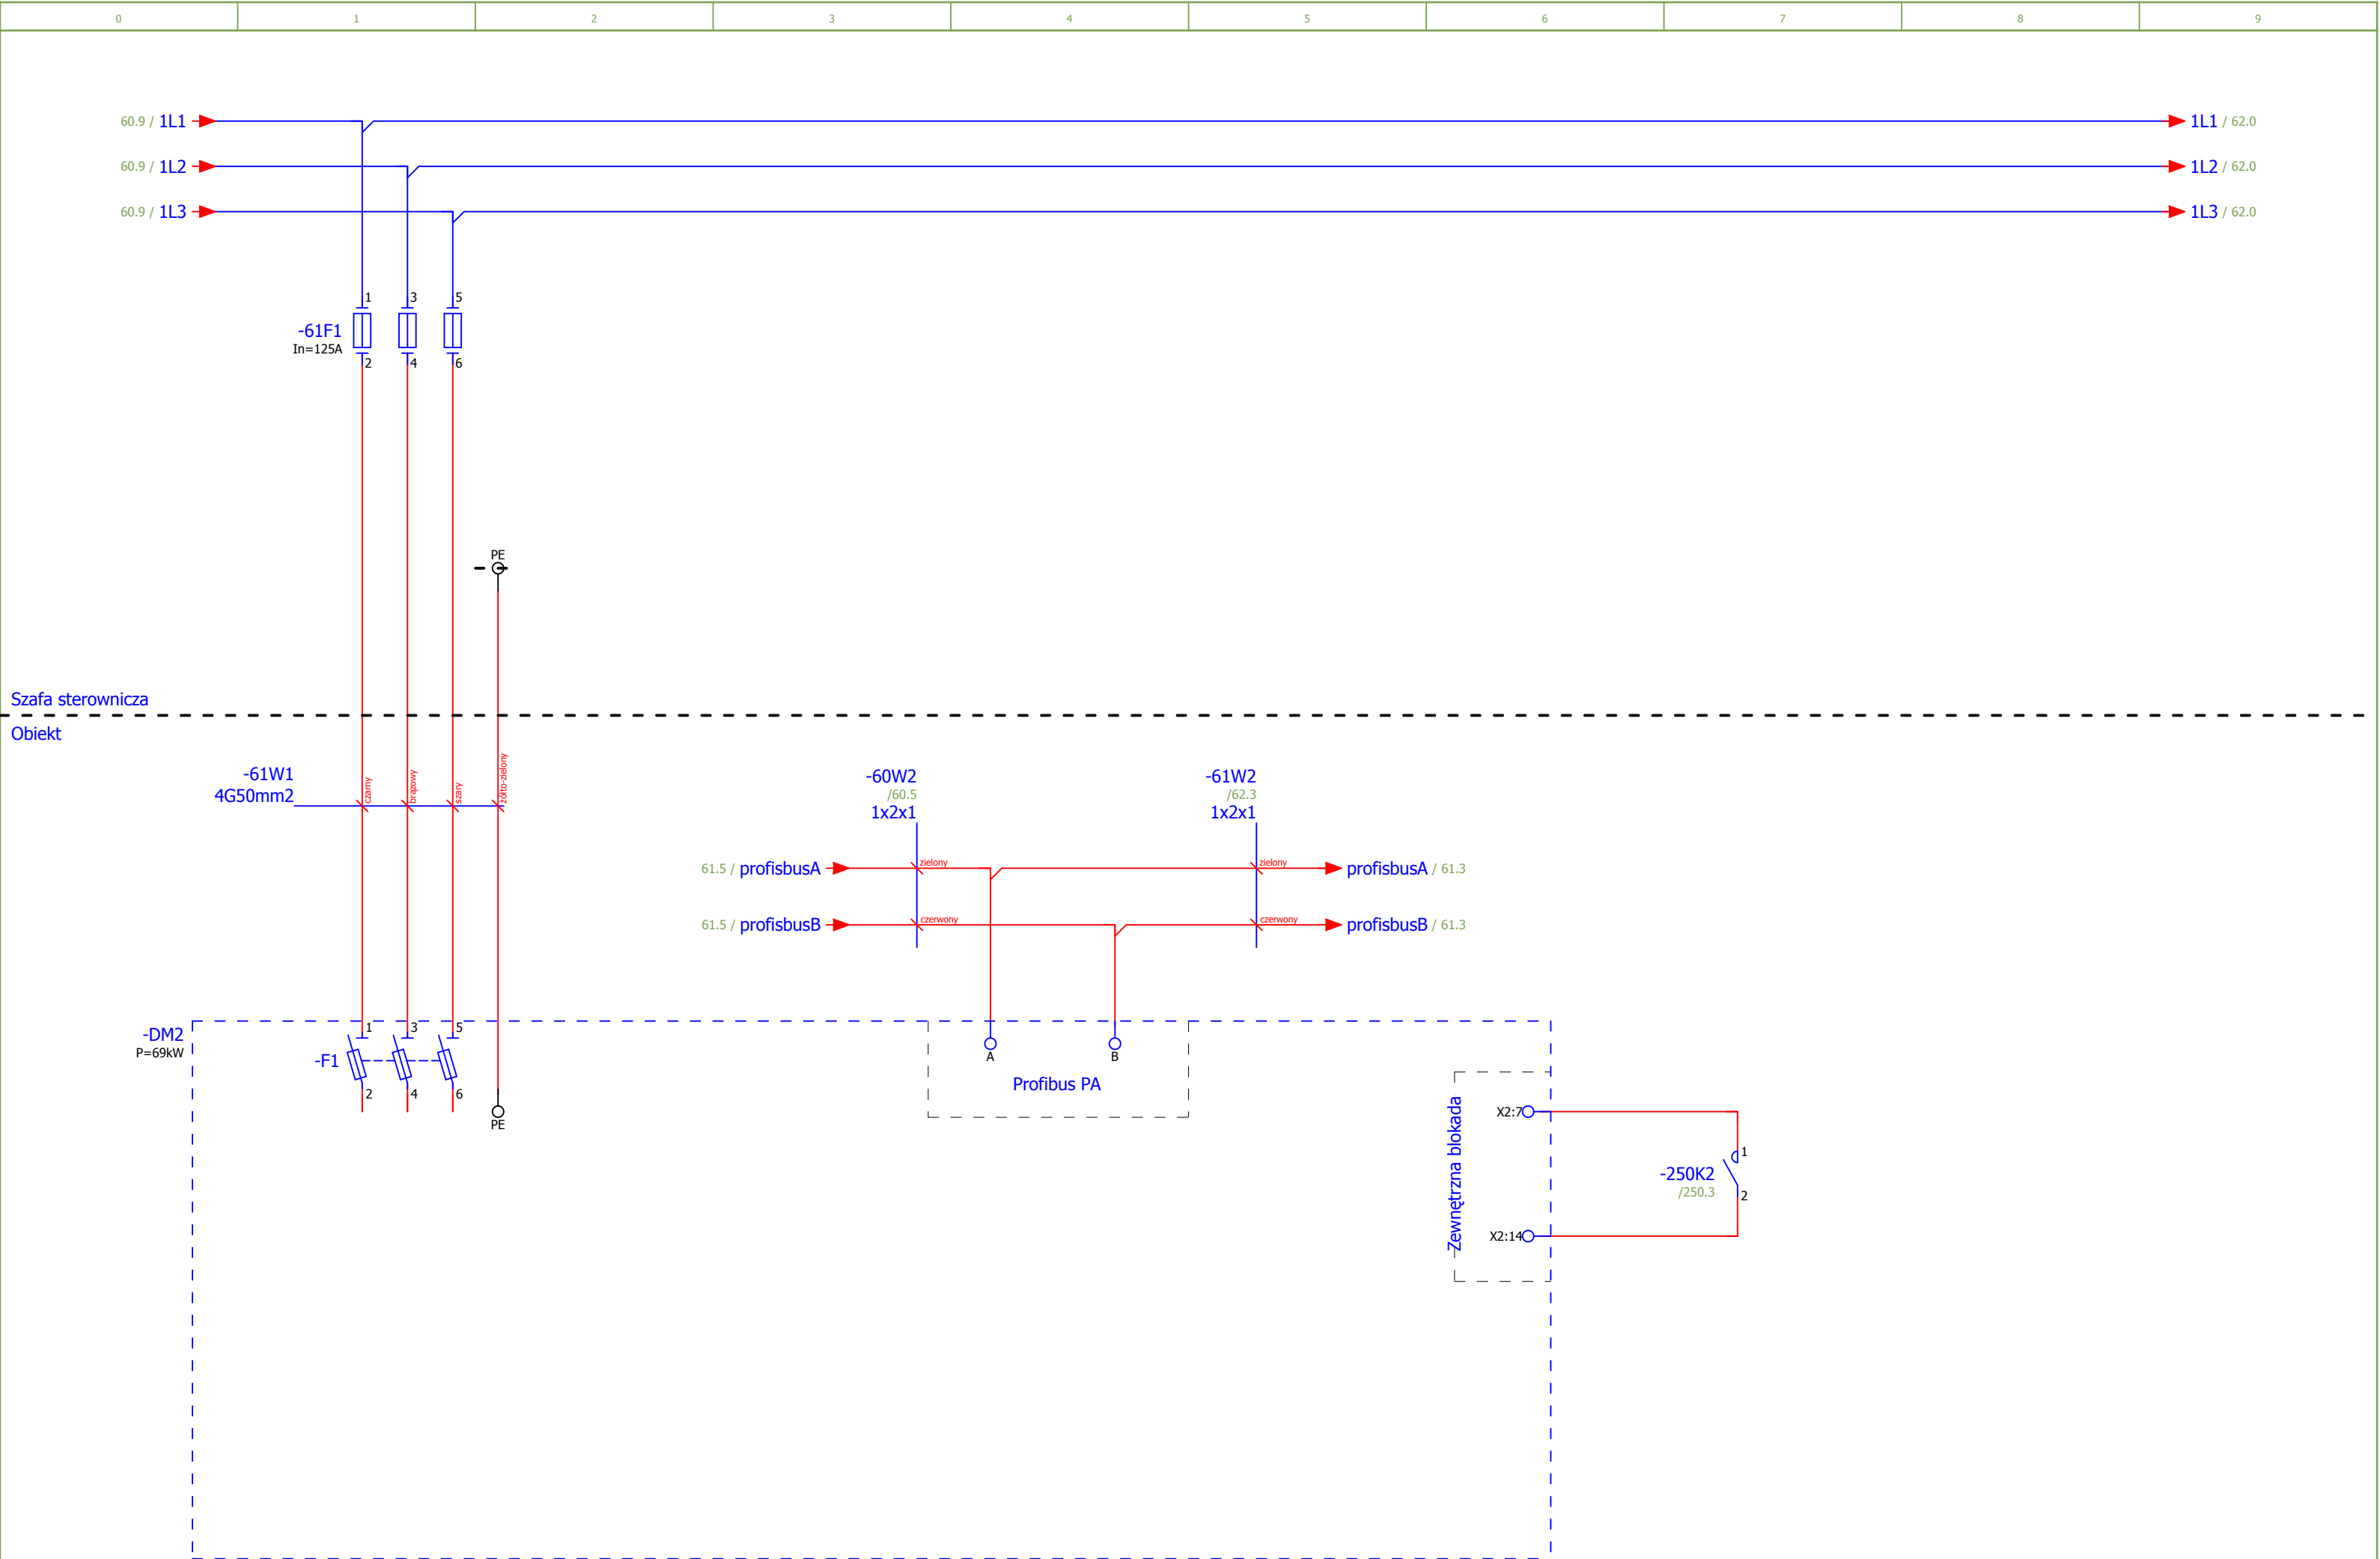 0 1 2 3 4 5 6 7 8 9
60.9 / 1L1 1L1 / 62.0
60.9 / 1L2 1L2 / 62.0
60.9 / 1L3 1L3 / 62.0
1 3 5
-61F1
In=125A
2 4 6
PE
Szafa sterownicza
Obiekt
-61W1
4G50mm2
czarny
brązowy
szary
żółto-zielony
-60W2
/60.5
1x2x1
-61W2
/62.3
1x2x1
61.5 / profisbusA zielony zielony profisbusA / 61.3
61.5 / profisbusB czerwony czerwony profisbusB / 61.3
-DM2
P=69kW
1 3 5
-F1
2 4 6
PE
A B
Profibus PA
Zewnętrzna blokada
X2:7
X2:14
-250K2
/250.3
1
2